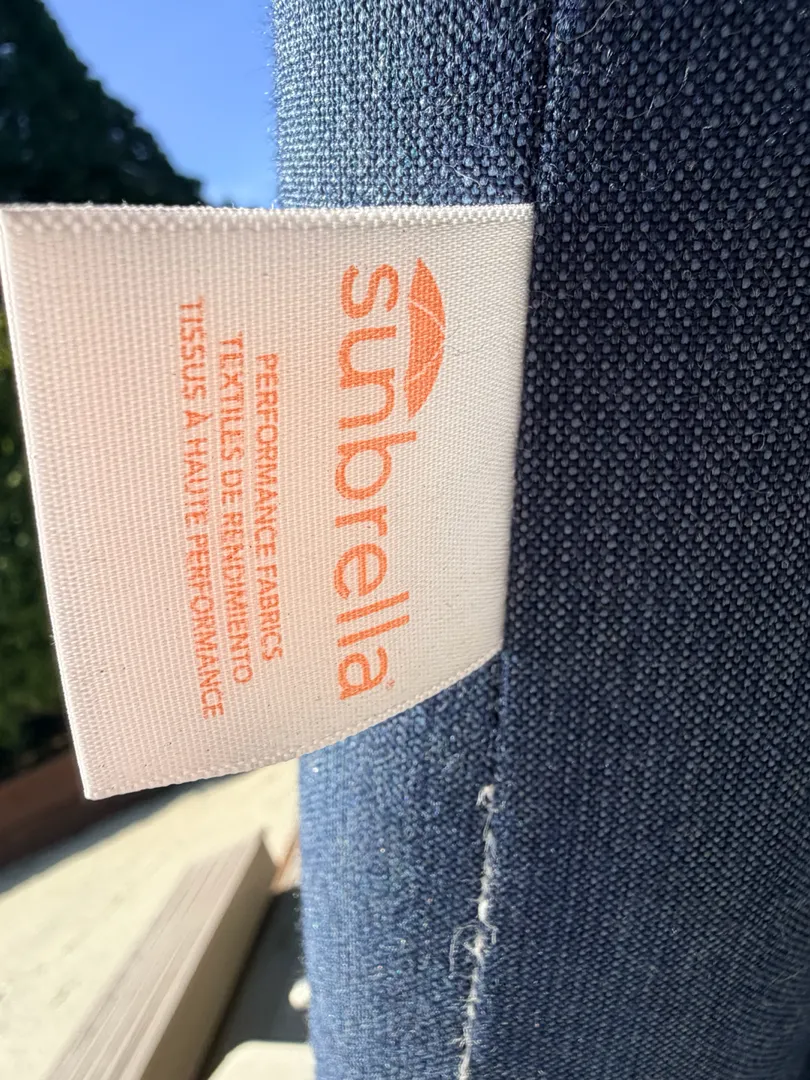 sunbrella®
PERFORMANCE FABRICS
TEXTILES DE RENDIMIENTO
TISSUS À HAUTE PERFORMANCE